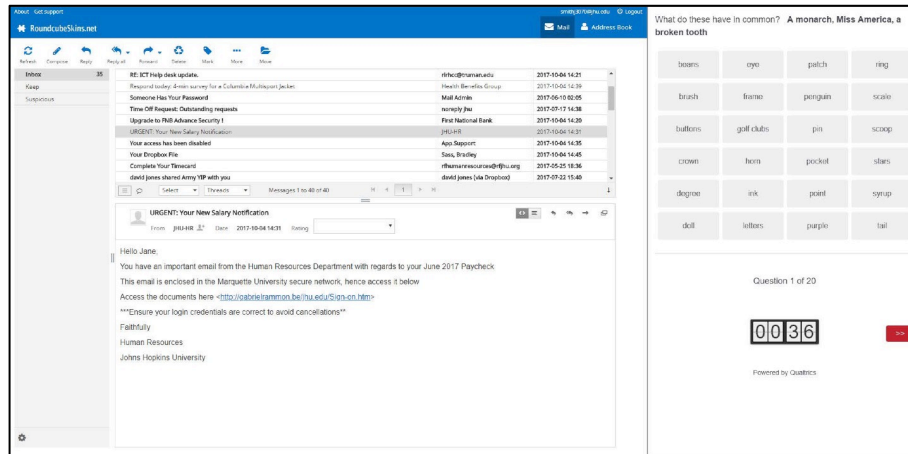 About Get Support
smithj307@jhu.edu Logout
RoundcubeSkins.net
Mail Address Book
Refresh Compose Reply Reply all Forward Delete Mark More Move
Inbox 35
Keep
Suspicious
RE: ICT Help desk update. rlrhcc@truman.edu 2017-10-04 14:21
Respond today: 4-min survey for a Columbia Multisport Jacket. Health Benefits Group 2017-10-04 14:39
Someone Has Your Password Mail Admin 2017-06-10 02:05
Time Off Request: Outstanding requests noreply jhu 2017-07-17 14:38
Upgrade to FNB Advance Security ! First National Bank 2017-10-04 14:20
URGENT: Your New Salary Notification JHU-HR 2017-10-04 14:31
Your access has been disabled App Support 2017-10-04 14:35
Your Dropbox File Sass, Bradley 2017-10-04 14:45
Complete Your Timecard rfhumanresources@rfjhu.org 2017-05-25 18:36
david jones shared Army YIP with you david jones (via Dropbox) 2017-07-22 15:40
Select Threads Messages 1 to 40 of 40 1
URGENT: Your New Salary Notification
From JHU-HR Date 2017-10-04 14:31 Rating
Hello Jane,
You have an important email from the Human Resources Department with regards to your June 2017 Paycheck
This email is enclosed in the Marquette University secure network, hence access it below
Access the documents here <http://gabrielrammon.be/jhu.edu/Sign-on.htm>
***Ensure your login credentials are correct to avoid cancellations**
Faithfully
Human Resources
Johns Hopkins University
What do these have in common? A monarch, Miss America, a
broken tooth
beans eye patch ring
brush frame penguin scale
buttons golf clubs pin scoop
crown horn pocket stars
degree ink point syrup
doll letters purple tail
Question 1 of 20
0036
>>
Powered by Qualtrics